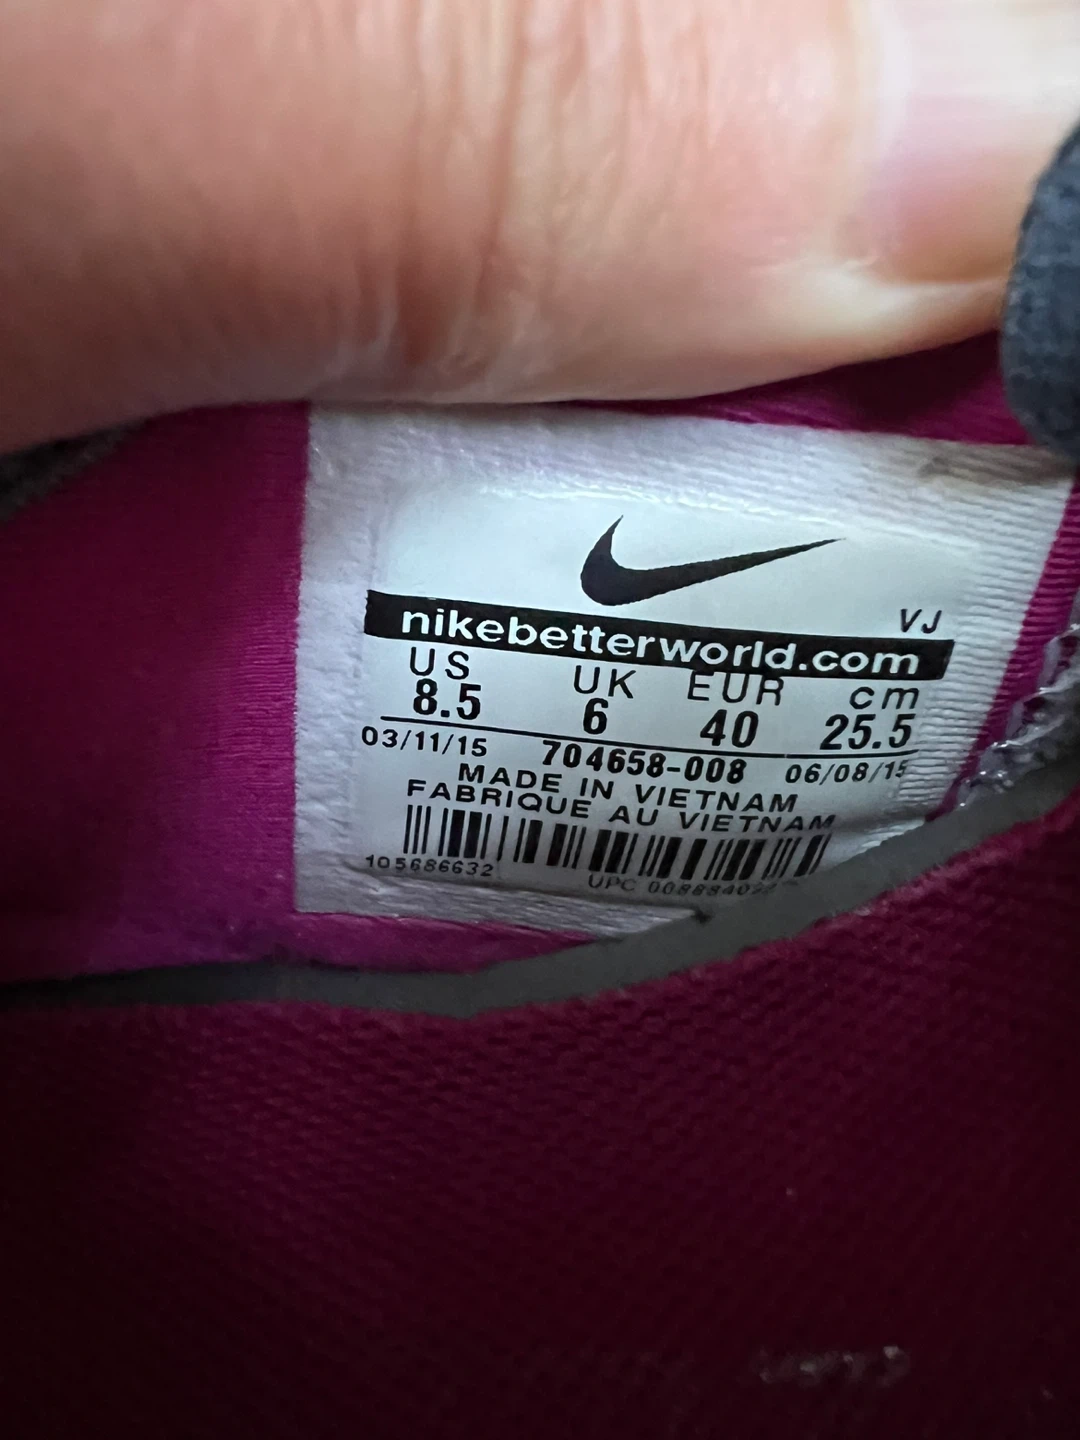 VJ
nikebetterworld.com
US UK EUR cm
8.5 6 40 25.5
03/11/15 704658-008 06/08/15
MADE IN VIETNAM
FABRIQUE AU VIETNAM
105686632
UPC